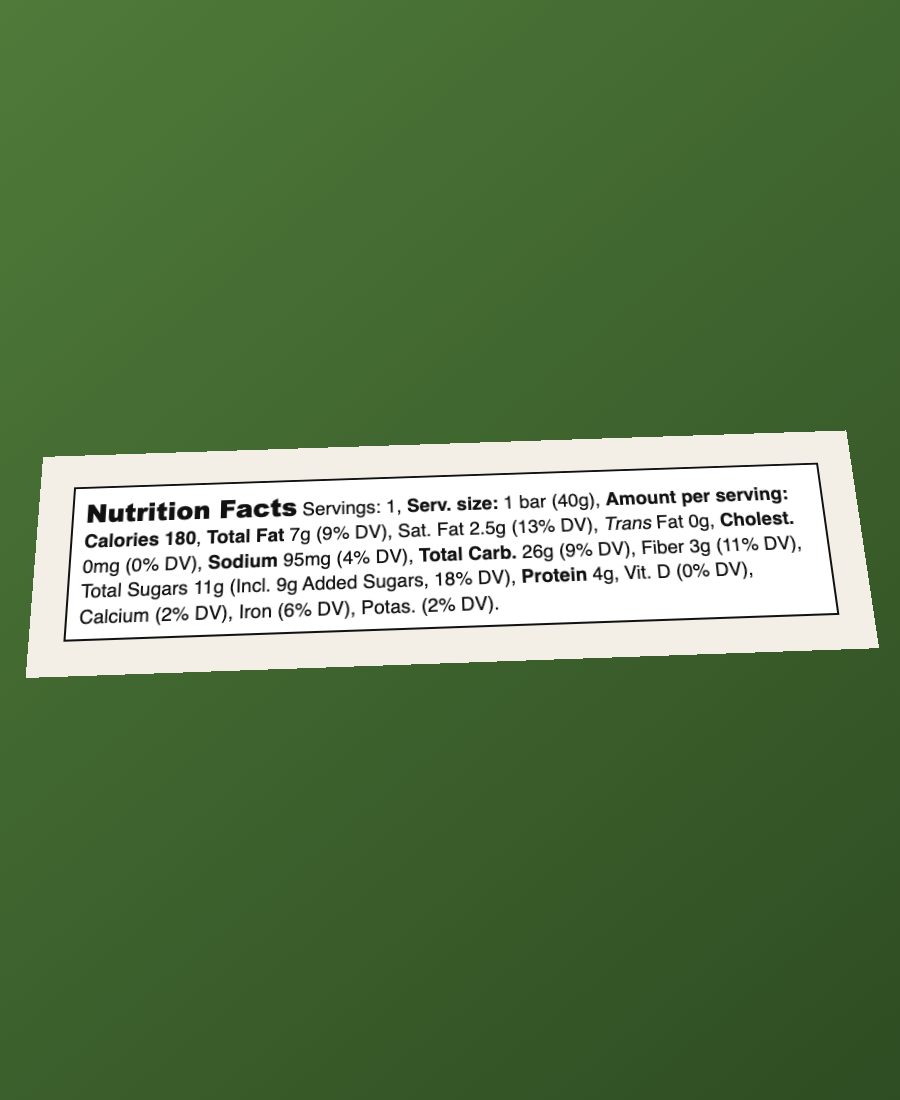 Nutrition Facts Servings: 1, Serv. size: 1 bar (40g), Amount per serving:
Calories 180, Total Fat 7g (9% DV), Sat. Fat 2.5g (13% DV), Trans Fat 0g, Cholest.
0mg (0% DV), Sodium 95mg (4% DV), Total Carb. 26g (9% DV), Fiber 3g (11% DV),
Total Sugars 11g (Incl. 9g Added Sugars, 18% DV), Protein 4g, Vit. D (0% DV),
Calcium (2% DV), Iron (6% DV), Potas. (2% DV).